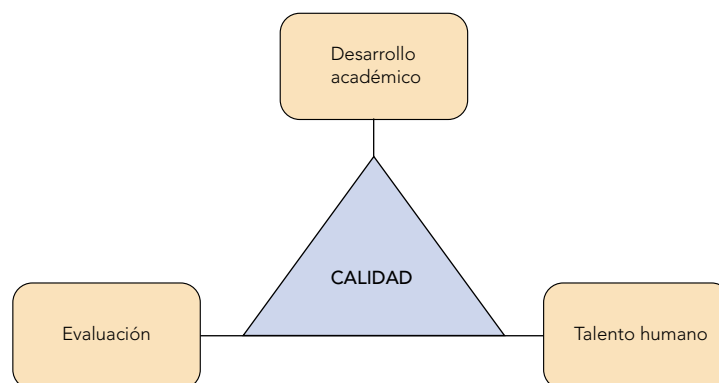 Desarrollo
académico
CALIDAD
Evaluación
Talento humano